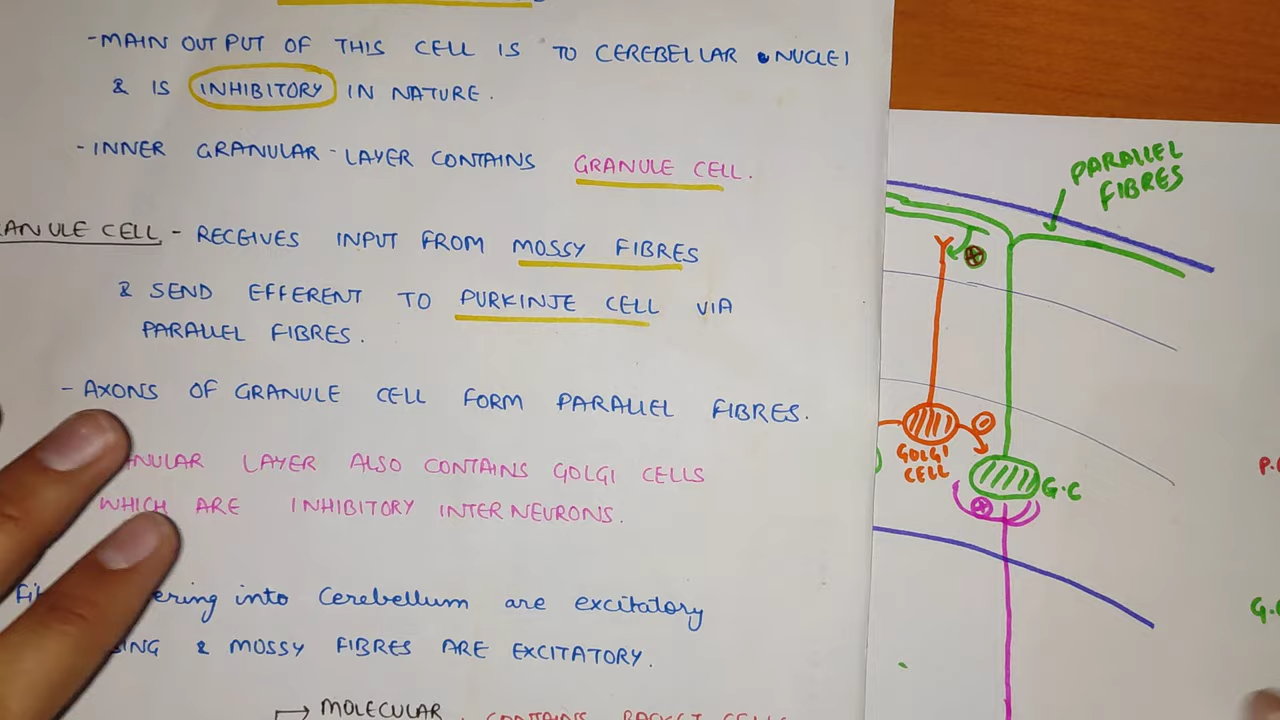 - MAIN OUTPUT OF THIS CELL IS TO CEREBELLAR NUCLEI
& IS INHIBITORY IN NATURE.
- INNER GRANULAR-LAYER CONTAINS GRANULE CELL.
ANULE CELL - RECEIVES INPUT FROM MOSSY FIBRES
& SEND EFFERENT TO PURKINJE CELL VIA
PARALLEL FIBRES.
- AXONS OF GRANULE CELL FORM PARALLEL FIBRES.
NULAR LAYER ALSO CONTAINS GOLGI CELLS
WHICH ARE INHIBITORY INTERNEURONS.
ering into Cerebellum are excitatory
& MOSSY FIBRES ARE EXCITATORY.
MOLECULAR CONTAINS BASKET CELLS
PARALLEL
FIBRES
+
-
GOLGI
CELL
G.C
+
P.
G.